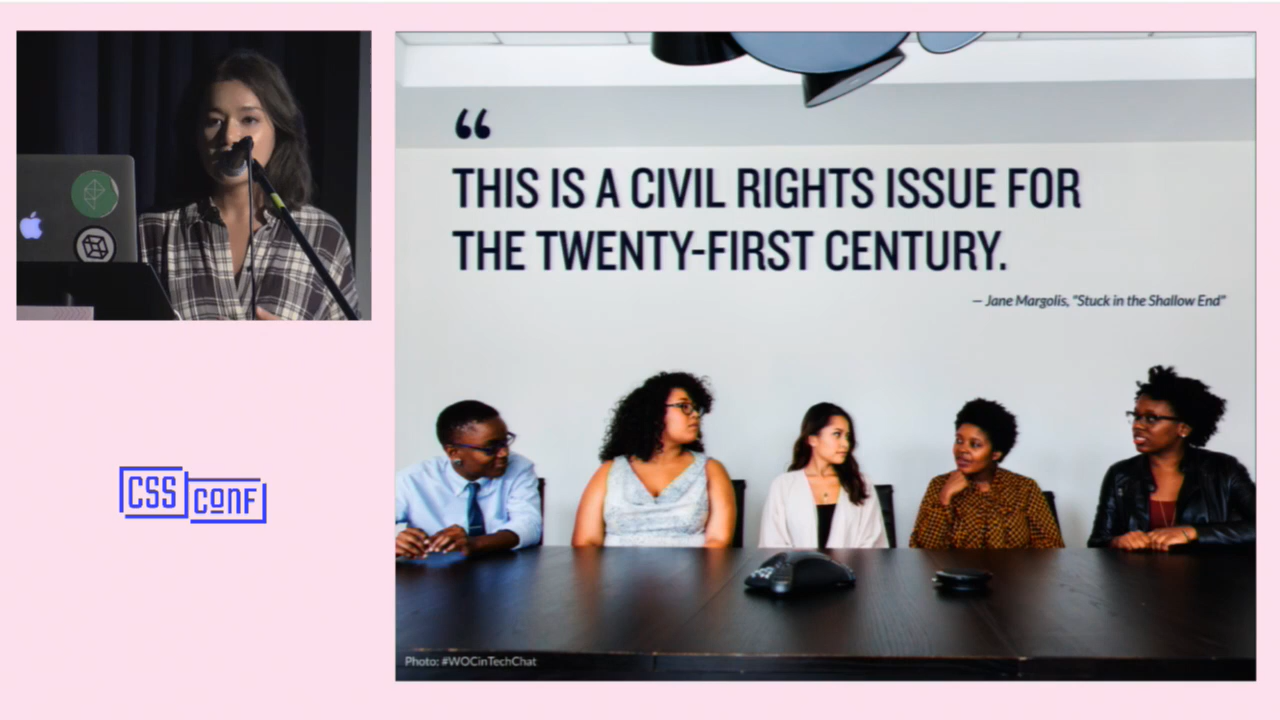 “
THIS IS A CIVIL RIGHTS ISSUE FOR
THE TWENTY-FIRST CENTURY.
— Jane Margolis, "Stuck in the Shallow End"
CSS
CONF
Photo: #WOCinTechChat